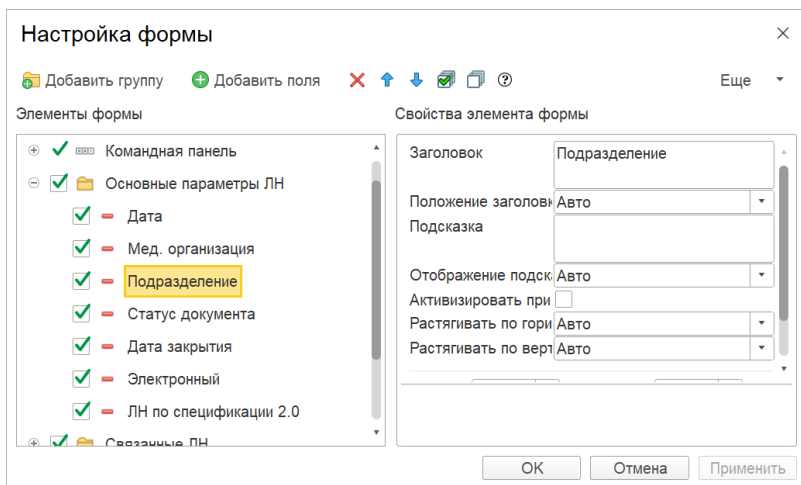 Настройка формы
Добавить группу Добавить поля Еще
Элементы формы Свойства элемента формы
Командная панель
Основные параметры ЛН
Дата
Мед. организация
Подразделение
Статус документа
Дата закрытия
Электронный
ЛН по спецификации 2.0
Связанные ЛН
Заголовок Подразделение
Положение заголовк Авто
Подсказка
Отображение подска Авто
Активизировать при
Растягивать по гори Авто
Растягивать по верт Авто
OK Отмена Применить